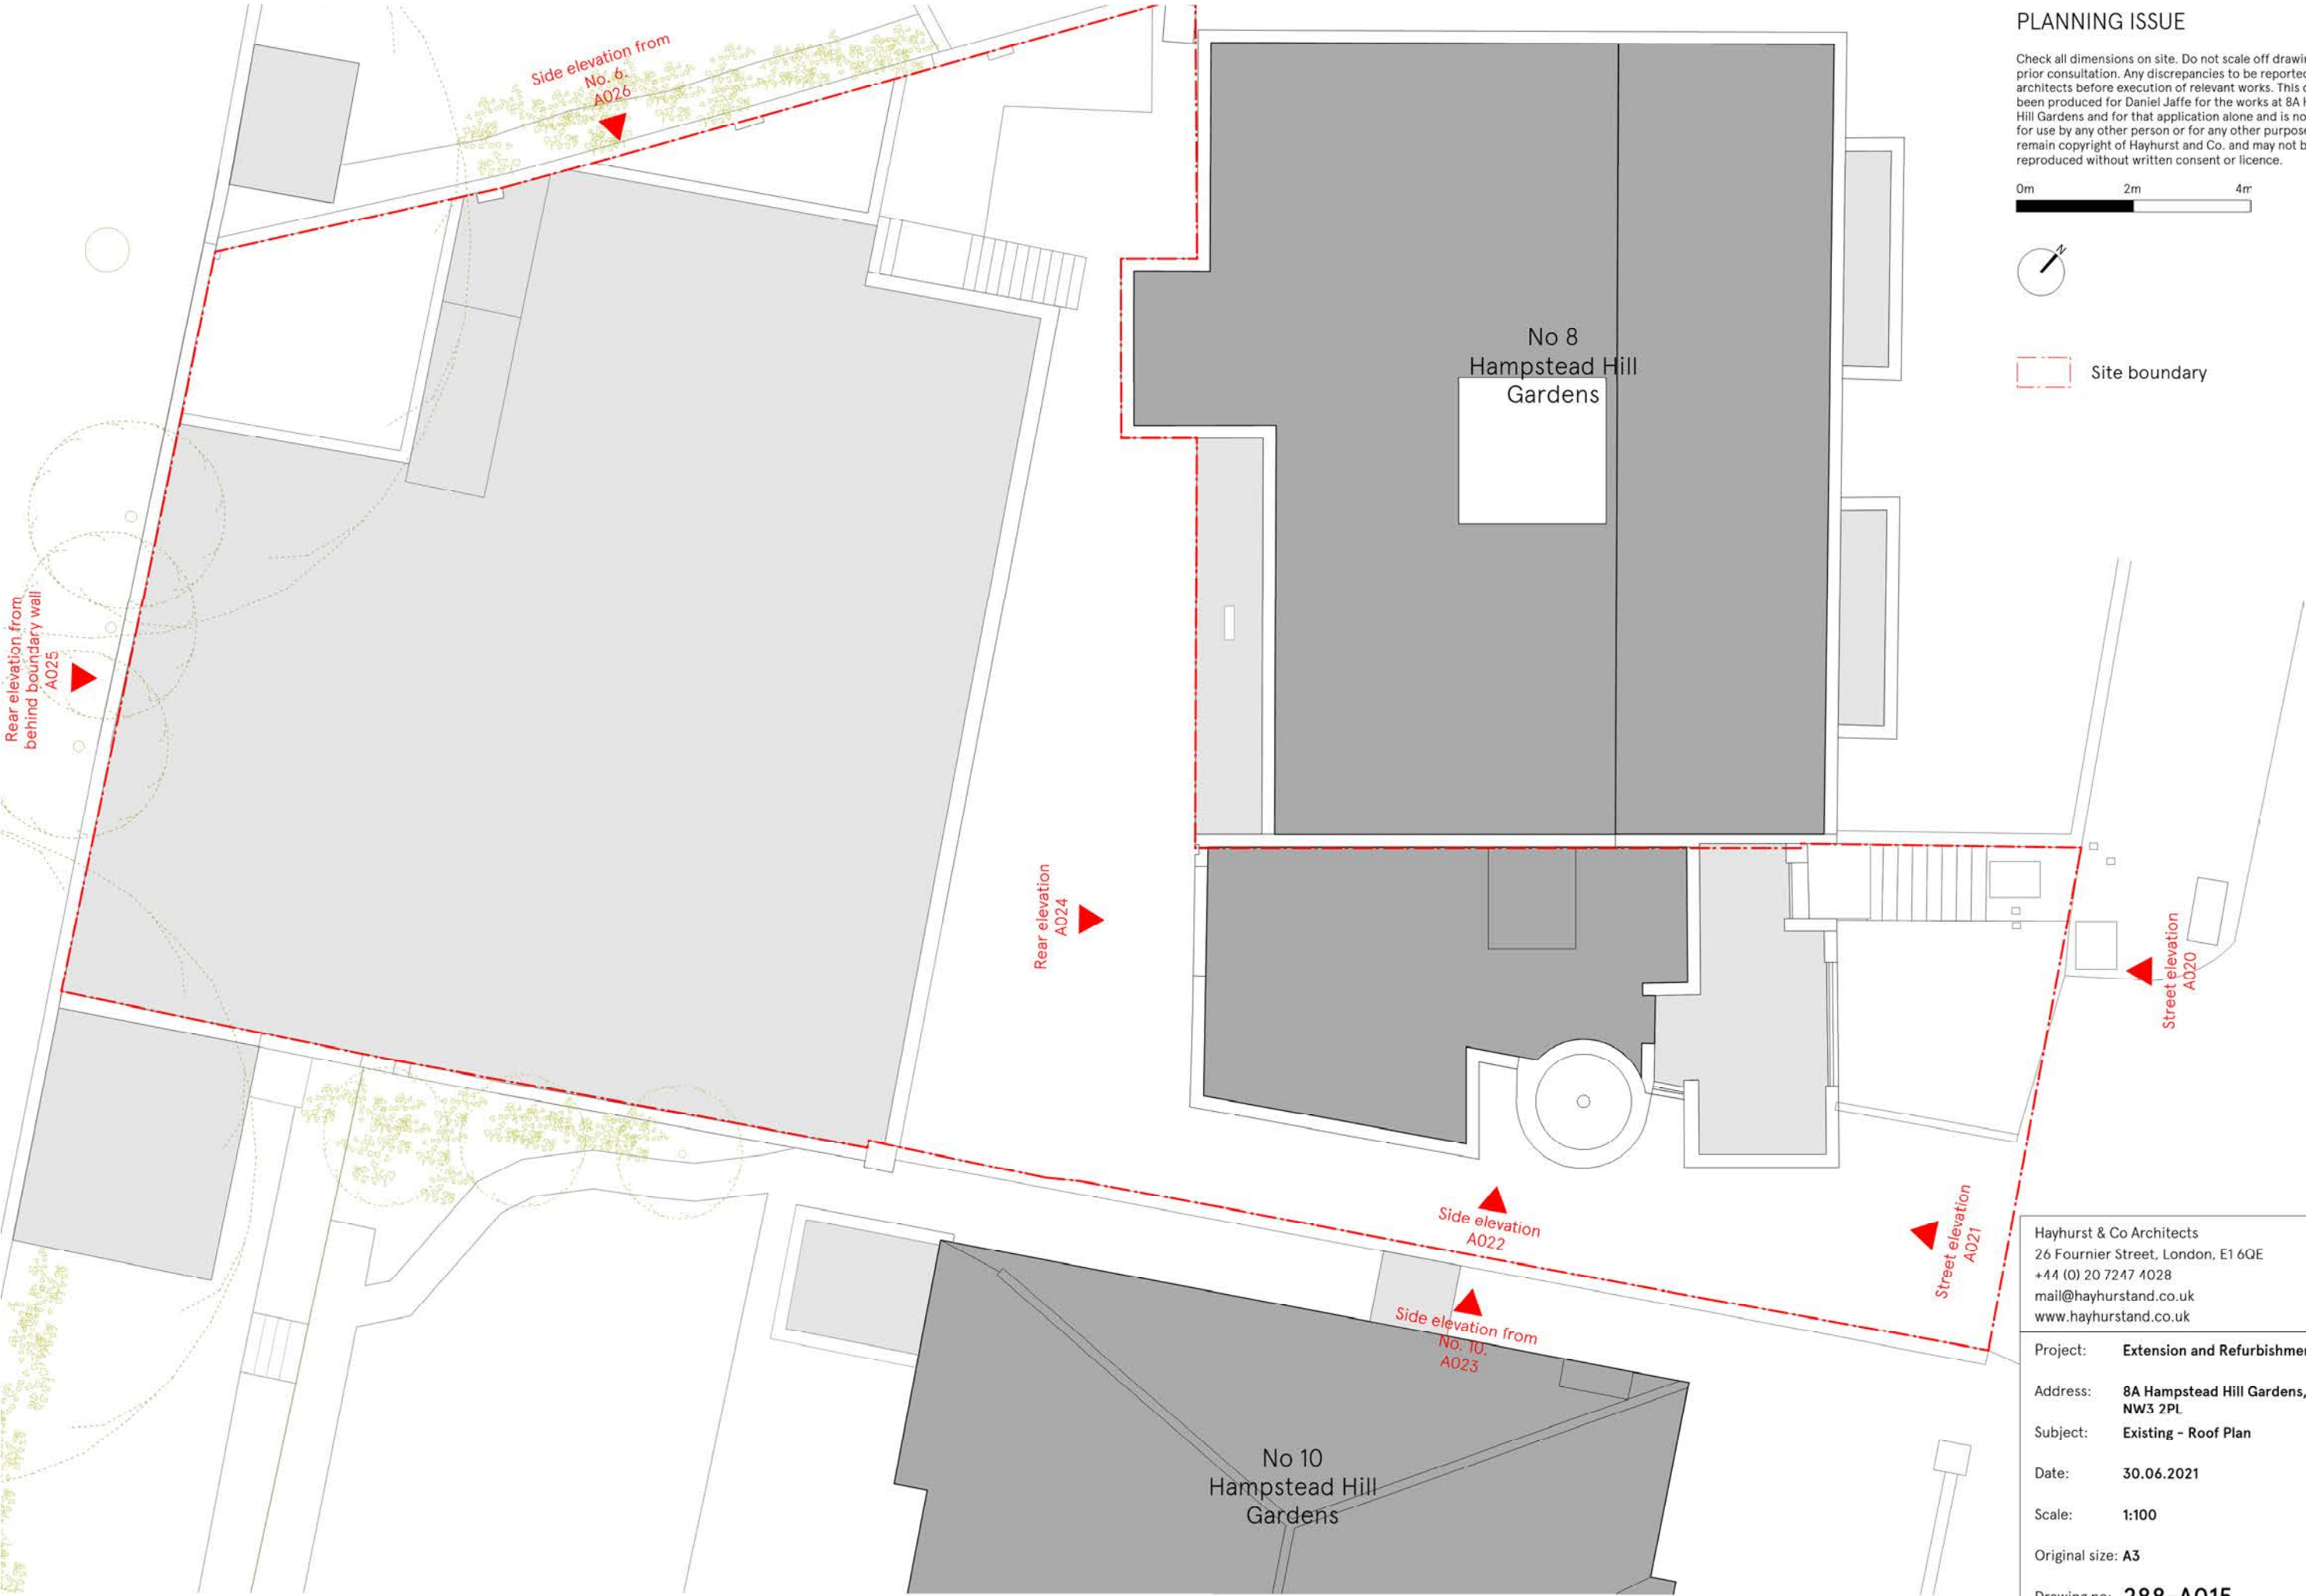 PLANNING ISSUE
Check all dimensions on site. Do not scale off
prior consultation. Any discrepancies to be reported
architects before execution of relevant works. This
been produced for Daniel Jaffe for the works at 8A
Hill Gardens and for that application alone and is
for use by any other person or for any other
remain copyright of Hayhurst and Co. and may not
reproduced without written consent or licence.
0m 2m
N
Site boundary
Side elevation from
No. 6.
A026
No 8
Hampstead Hill
Gardens
Rear elevation from
behind boundary wall
A025
Rear elevation
A024
Street elevation
A020
Side elevation
A022
Street elevation
A021
Side elevation from
No. 10.
A023
No 10
Hampstead Hill
Gardens
Hayhurst & Co Architects
26 Fournier Street, London, E1 6QE
+44 (0) 20 7247 4028
mail@hayhurstand.co.uk
www.hayhurstand.co.uk
Project: Extension and
Address: 8A Hampstead Hill Gardens,
NW3 2PL
Subject: Existing - Roof Plan
Date: 30.06.2021
Scale: 1:100
Original size: A3
Drawing no: 288_A015